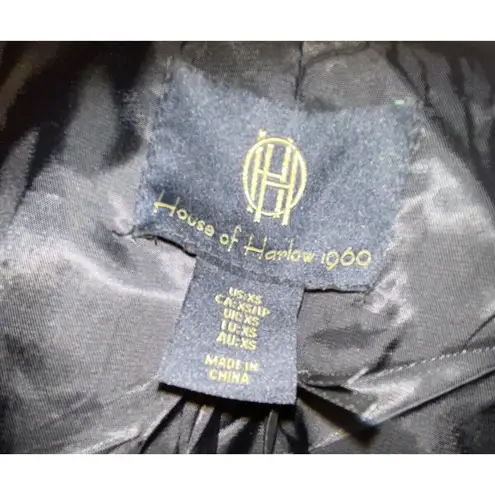 H
House of Harlow 1960
US:XS
CA:XS/TP
UK:XS
EU:XS
AU:XS
MADE IN
CHINA